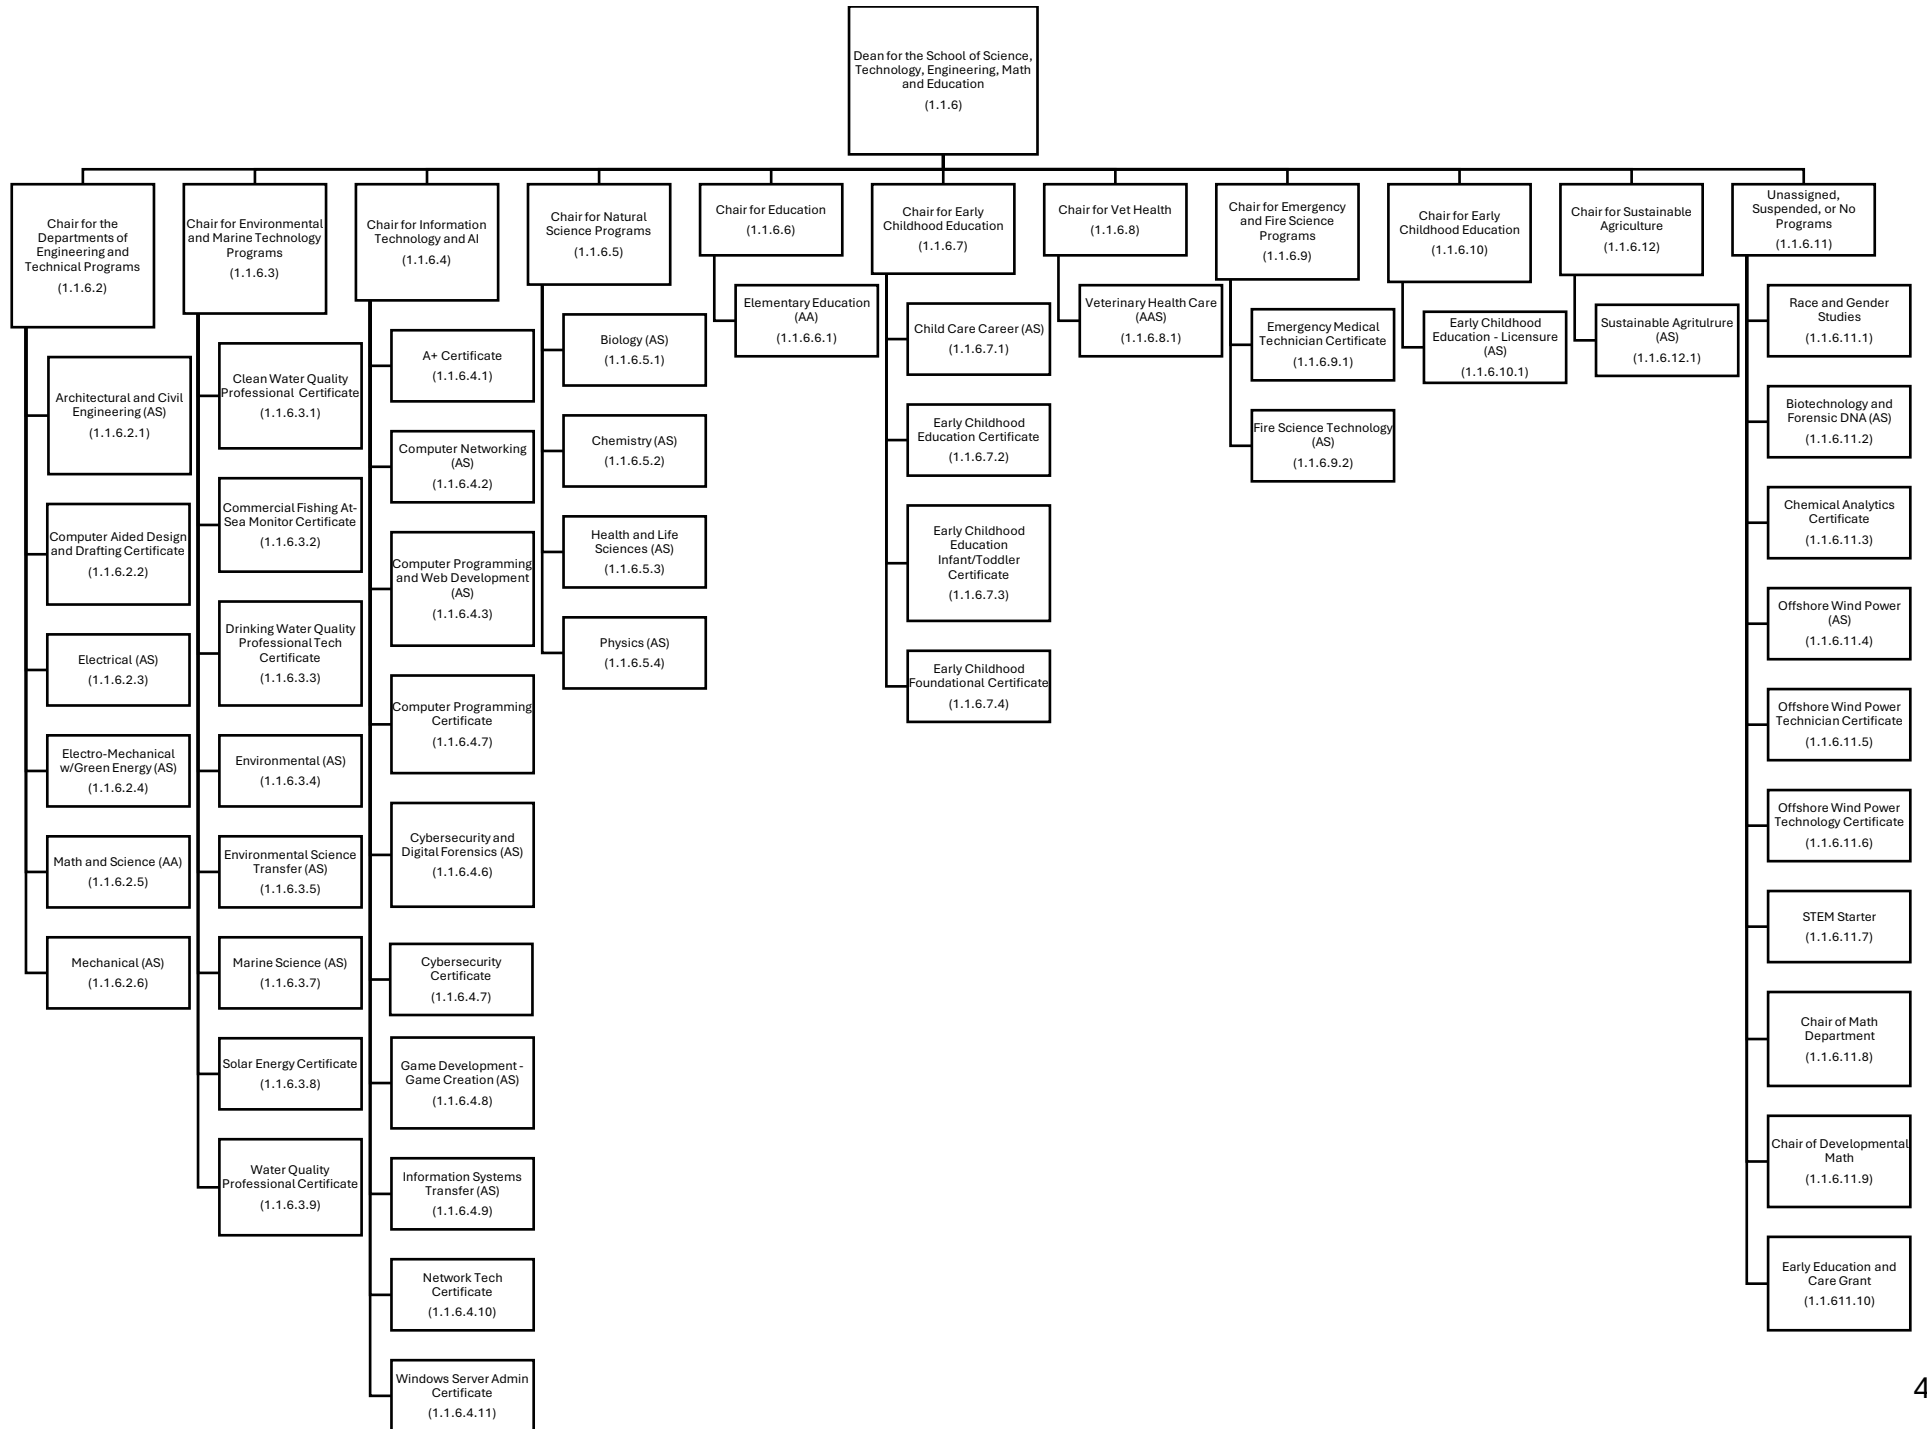 Dean for the School of Science,
Technology, Engineering, Math
and Education
(1.1.6)
Chair for the
Departments of
Engineering and
Technical Programs
(1.1.6.2)
Architectural and Civil
Engineering (AS)
(1.1.6.2.1)
Computer Aided Design
and Drafting Certificate
(1.1.6.2.2)
Electrical (AS)
(1.1.6.2.3)
Electro-Mechanical
w/Green Energy (AS)
(1.1.6.2.4)
Math and Science (AA)
(1.1.6.2.5)
Mechanical (AS)
(1.1.6.2.6)
Chair for Environmental
and Marine Technology
Programs
(1.1.6.3)
Clean Water Quality
Professional Certificate
(1.1.6.3.1)
Commercial Fishing At-
Sea Monitor Certificate
(1.1.6.3.2)
Drinking Water Quality
Professional Tech
Certificate
(1.1.6.3.3)
Environmental (AS)
(1.1.6.3.4)
Environmental Science
Transfer (AS)
(1.1.6.3.5)
Marine Science (AS)
(1.1.6.3.7)
Solar Energy Certificate
(1.1.6.3.8)
Water Quality
Professional Certificate
(1.1.6.3.9)
Chair for Information
Technology and AI
(1.1.6.4)
A+ Certificate
(1.1.6.4.1)
Computer Networking
(AS)
(1.1.6.4.2)
Computer Programming
and Web Development
(AS)
(1.1.6.4.3)
Computer Programming
Certificate
(1.1.6.4.7)
Cybersecurity and
Digital Forensics (AS)
(1.1.6.4.6)
Cybersecurity
Certificate
(1.1.6.4.7)
Game Development -
Game Creation (AS)
(1.1.6.4.8)
Information Systems
Transfer (AS)
(1.1.6.4.9)
Network Tech
Certificate
(1.1.6.4.10)
Windows Server Admin
Certificate
(1.1.6.4.11)
Chair for Natural
Science Programs
(1.1.6.5)
Biology (AS)
(1.1.6.5.1)
Chemistry (AS)
(1.1.6.5.2)
Health and Life
Sciences (AS)
(1.1.6.5.3)
Physics (AS)
(1.1.6.5.4)
Chair for Education
(1.1.6.6)
Elementary Education
(AA)
(1.1.6.6.1)
Chair for Early
Childhood Education
(1.1.6.7)
Child Care Career (AS)
(1.1.6.7.1)
Early Childhood
Education Certificate
(1.1.6.7.2)
Early Childhood
Education
Infant/Toddler
Certificate
(1.1.6.7.3)
Early Childhood
Foundational Certificate
(1.1.6.7.4)
Chair for Vet Health
(1.1.6.8)
Veterinary Health Care
(AAS)
(1.1.6.8.1)
Chair for Emergency
and Fire Science
Programs
(1.1.6.9)
Emergency Medical
Technician Certificate
(1.1.6.9.1)
Fire Science Technology
(AS)
(1.1.6.9.2)
Chair for Early
Childhood Education
(1.1.6.10)
Early Childhood
Education - Licensure
(AS)
(1.1.6.10.1)
Chair for Sustainable
Agriculture
(1.1.6.12)
Sustainable Agritulrure
(AS)
(1.1.6.12.1)
Unassigned,
Suspended, or No
Programs
(1.1.6.11)
Race and Gender
Studies
(1.1.6.11.1)
Biotechnology and
Forensic DNA (AS)
(1.1.6.11.2)
Chemical Analytics
Certificate
(1.1.6.11.3)
Offshore Wind Power
(AS)
(1.1.6.11.4)
Offshore Wind Power
Technician Certificate
(1.1.6.11.5)
Offshore Wind Power
Technology Certificate
(1.1.6.11.6)
STEM Starter
(1.1.6.11.7)
Chair of Math
Department
(1.1.6.11.8)
Chair of Developmental
Math
(1.1.6.11.9)
Early Education and
Care Grant
(1.1.611.10)
4